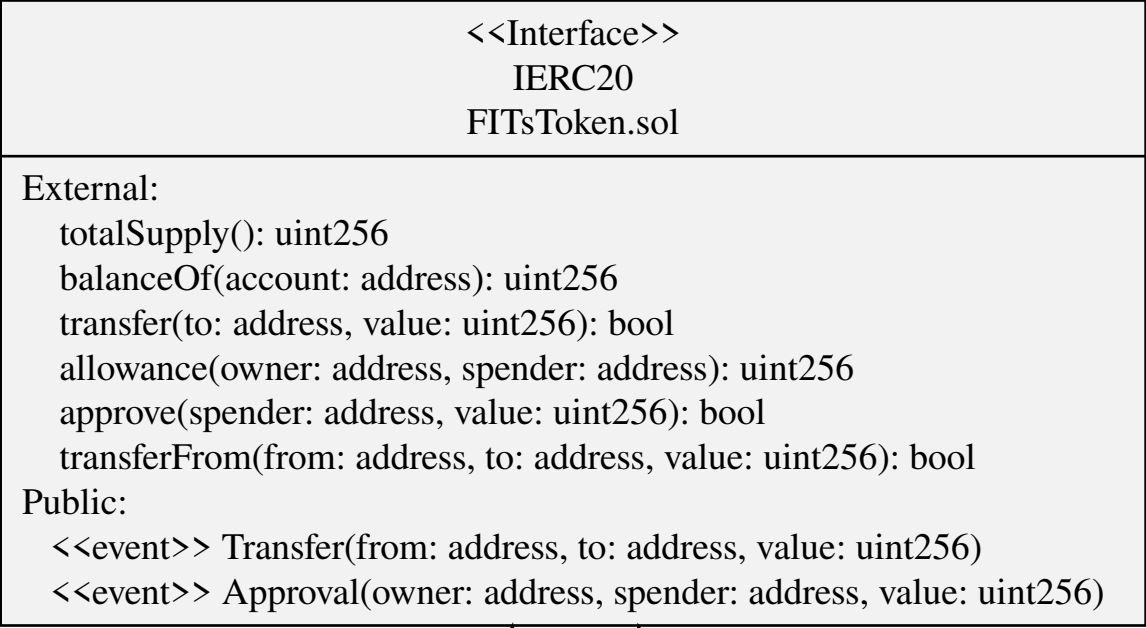 <<Interface>>
IERC20
FITsToken.sol
External:
totalSupply(): uint256
balanceOf(account: address): uint256
transfer(to: address, value: uint256): bool
allowance(owner: address, spender: address): uint256
approve(spender: address, value: uint256): bool
transferFrom(from: address, to: address, value: uint256): bool
Public:
<<event>> Transfer(from: address, to: address, value: uint256)
<<event>> Approval(owner: address, spender: address, value: uint256)